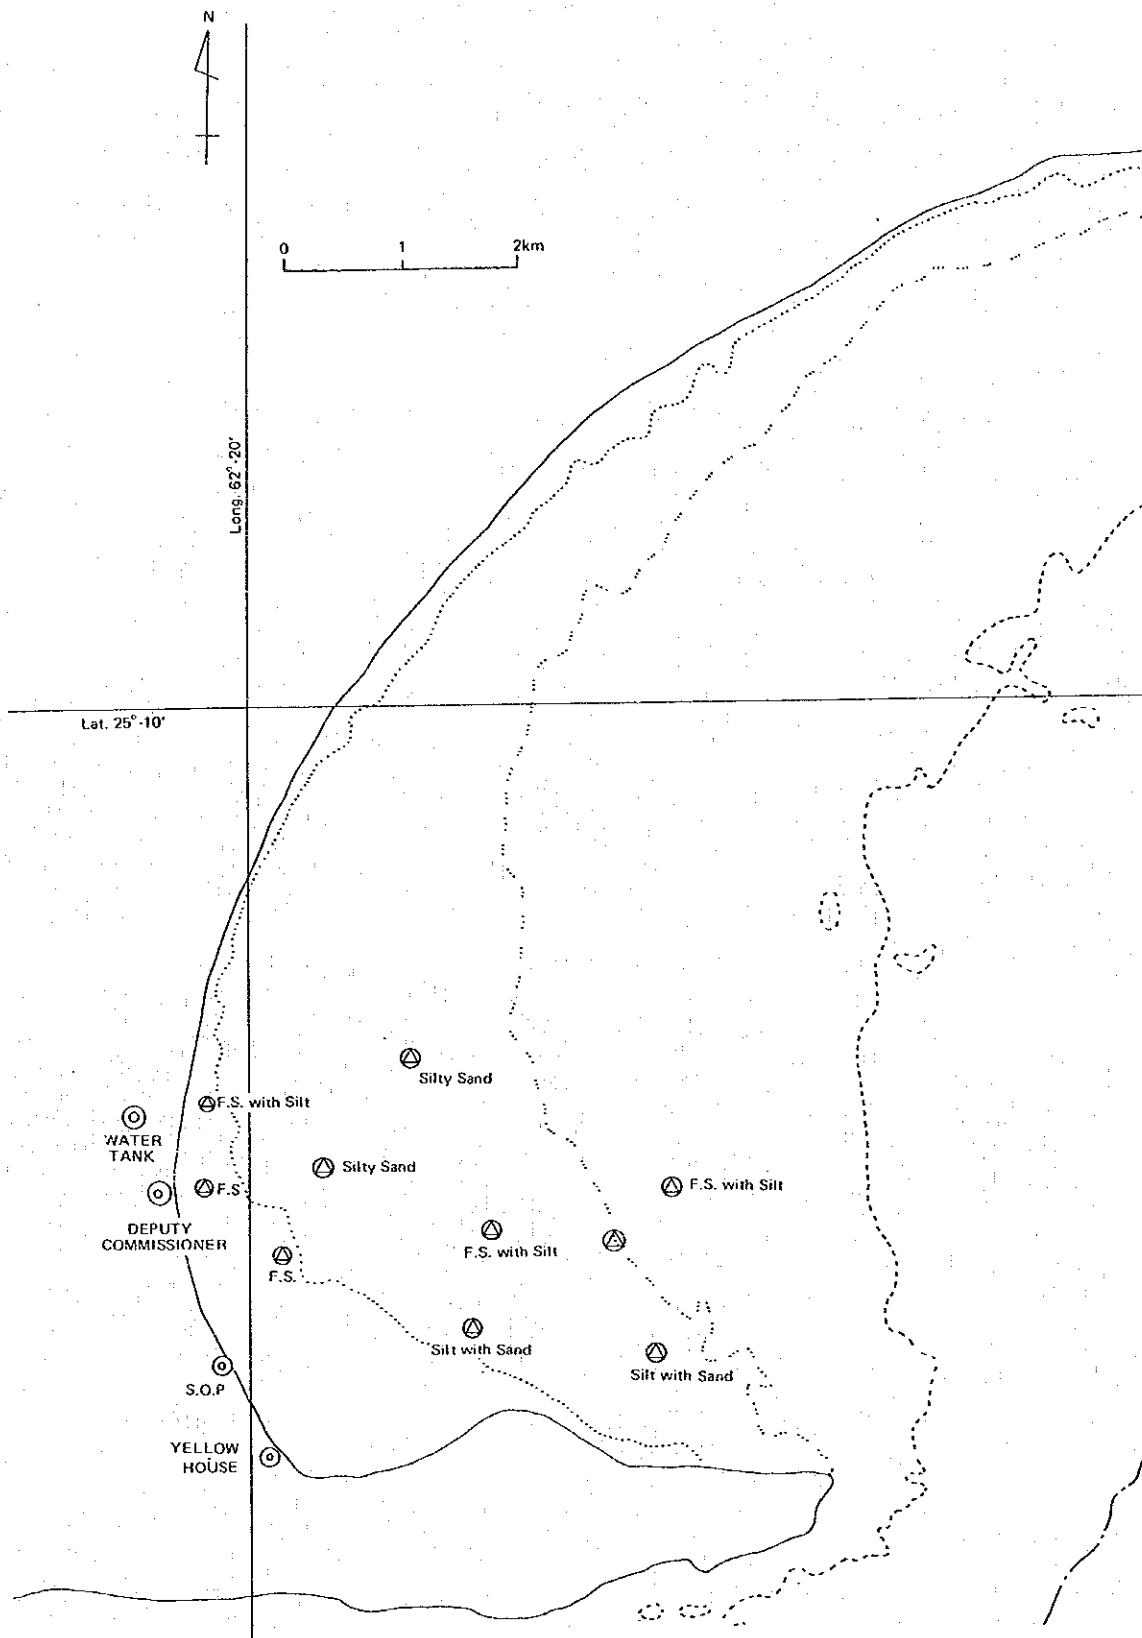 N
0 1 2km
Long. 62°-20'
Lat. 25°-10'
Silty Sand
F.S. with Silt
WATER
TANK
Silty Sand
F.S
F.S. with Silt
DEPUTY
COMMISSIONER
F.S. with Silt
F.S.
Silt with Sand
Silt with Sand
S.O.P
YELLOW
HOUSE